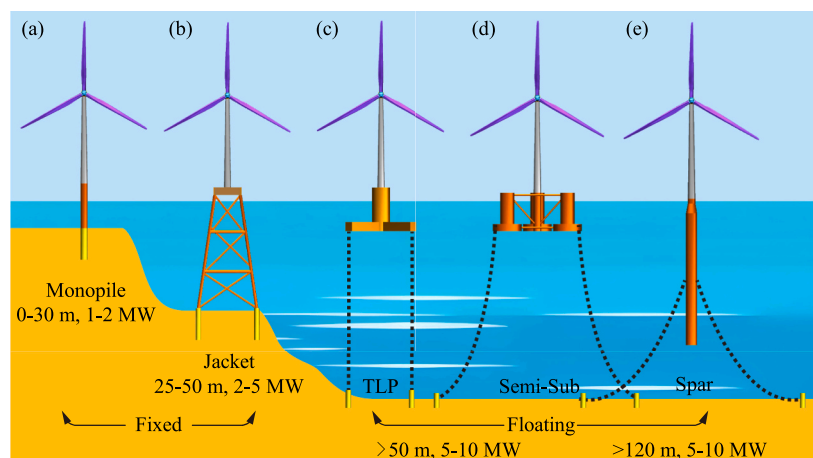 (a)
(b)
(c)
(d)
(e)
Monopile
0-30 m, 1-2 MW
Jacket
25-50 m, 2-5 MW
TLP
Semi-Sub
Spar
Fixed
Floating
>50 m, 5-10 MW
>120 m, 5-10 MW